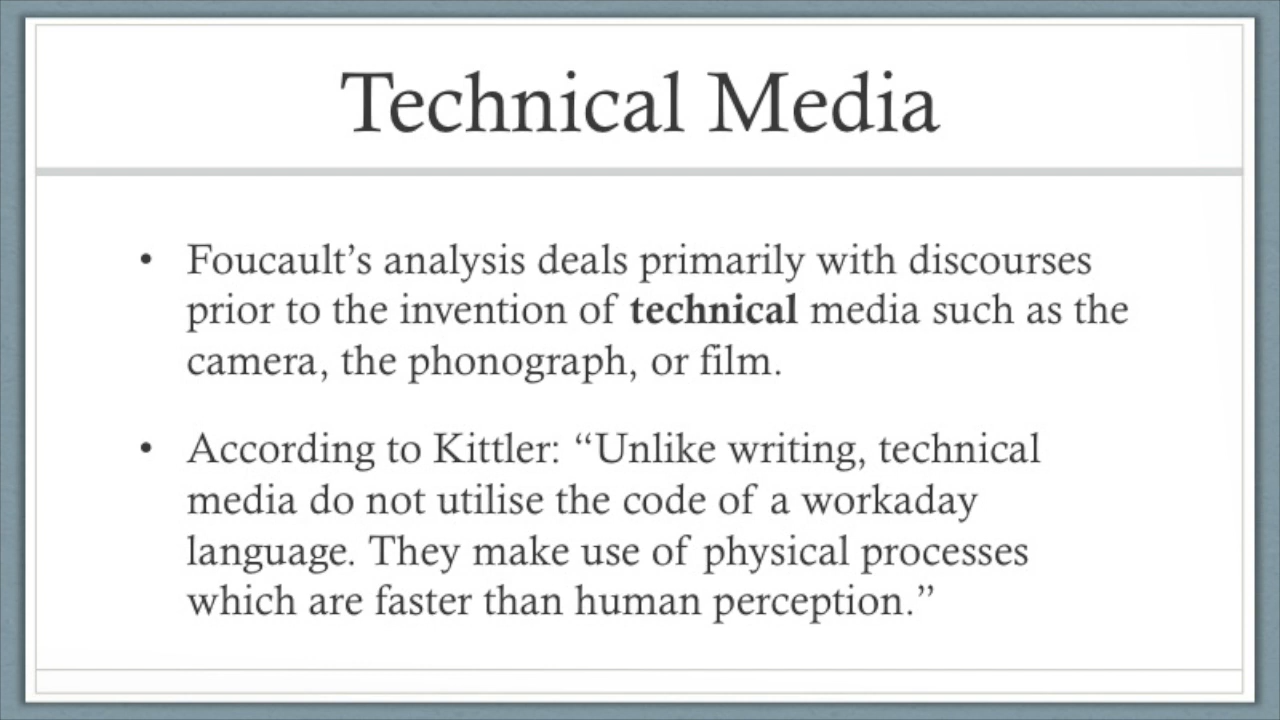 Technical Media
• Foucault’s analysis deals primarily with discourses
prior to the invention of technical media such as the
camera, the phonograph, or film.
• According to Kittler: “Unlike writing, technical
media do not utilise the code of a workaday
language. They make use of physical processes
which are faster than human perception.”